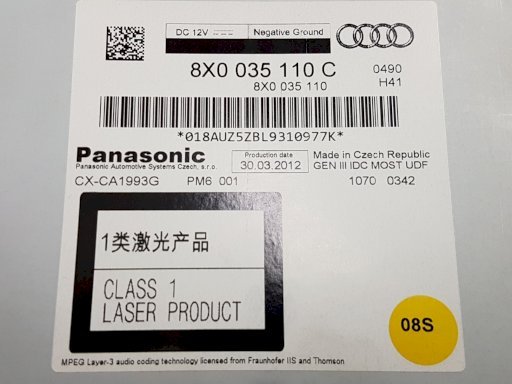 DC 12V Negative Ground
8X0 035 110 C 0490
8X0 035 110 H41
*018AUZ5ZBL9310977K*
Panasonic
Panasonic Automotive Systems Czech, s.r.o.
Production date
30.03.2012
Made in Czech Republic
GEN III IDC MOST UDF
CX-CA1993G PM6 001 1070 0342
1类激光产品
CLASS 1
LASER PRODUCT
08S
MPEG Layer-3 audio coding technology licensed from Fraunhofer IIS and Thomson